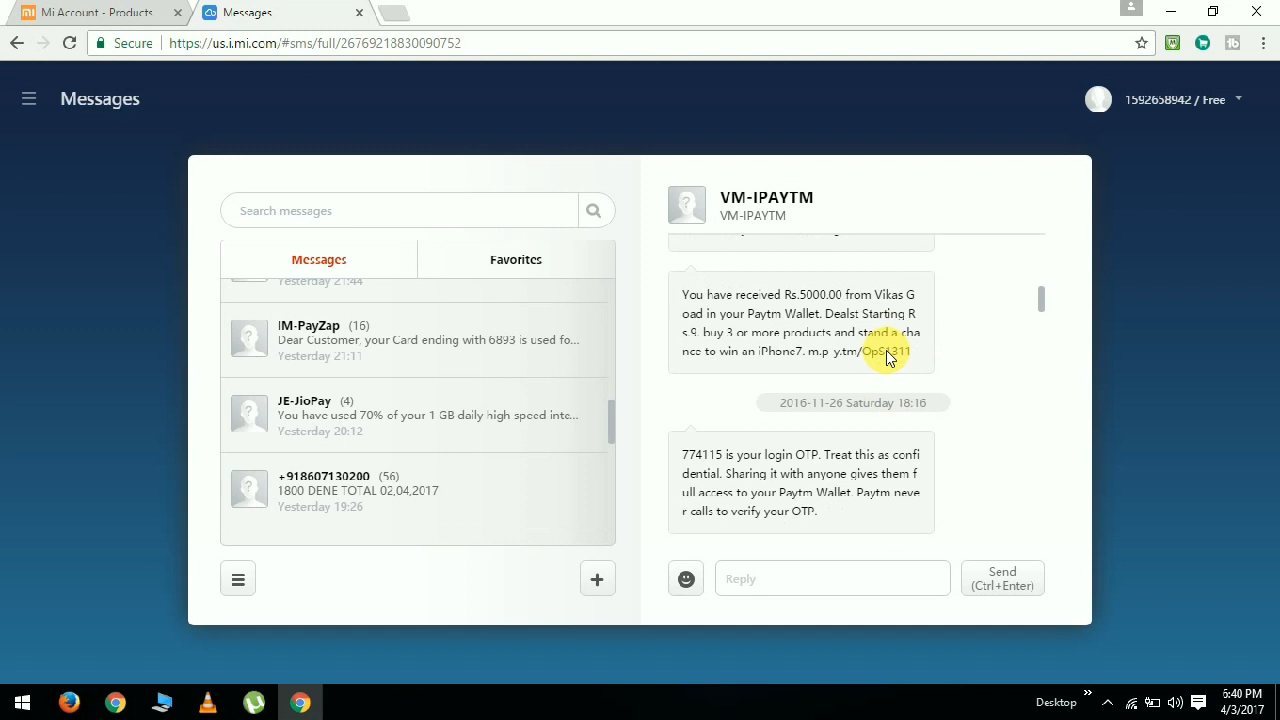 Mi Account - Products
Messages
Secure
https://us.i.mi.com/#sms/full/26769218830090752
Messages
1592658942 / Free
Search messages
Messages
Favorites
Yesterday 21:44
IM-PayZap (16)
Dear Customer, your Card ending with 6893 is used fo...
Yesterday 21:11
JE-JioPay (4)
You have used 70% of your 1 GB daily high speed inte...
Yesterday 20:12
+918607130200 (56)
1800 DENE TOTAL 02,04,2017
Yesterday 19:26
VM-IPAYTM
VM-IPAYTM
You have received Rs.5000.00 from Vikas G
oad in your Paytm Wallet. Dealst Starting R
s.9. buy 3 or more products and stand a cha
nce to win an iPhone7. m.p y.tm/OpS1311
2016-11-26 Saturday 18:16
774115 is your login OTP. Treat this as confi
dential. Sharing it with anyone gives them f
ull access to your Paytm Wallet. Paytm neve
r calls to verify your OTP.
Reply
Send
(Ctrl+Enter)
Desktop
6:40 PM
4/3/2017